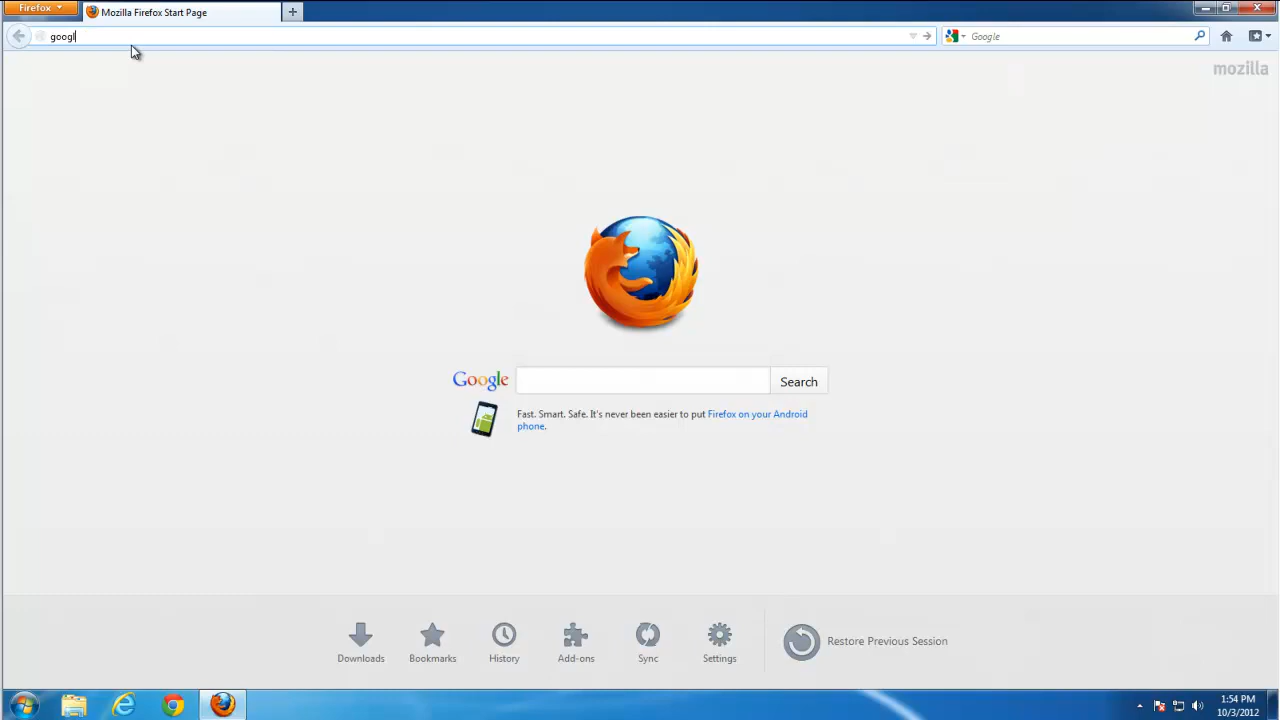 Firefox
Mozilla Firefox Start Page
googl
Google
mozilla
Google
Search
Fast. Smart. Safe. It's never been easier to put Firefox on your Android
phone.
Downloads
Bookmarks
History
Add-ons
Sync
Settings
Restore Previous Session
1:54 PM
10/3/2012